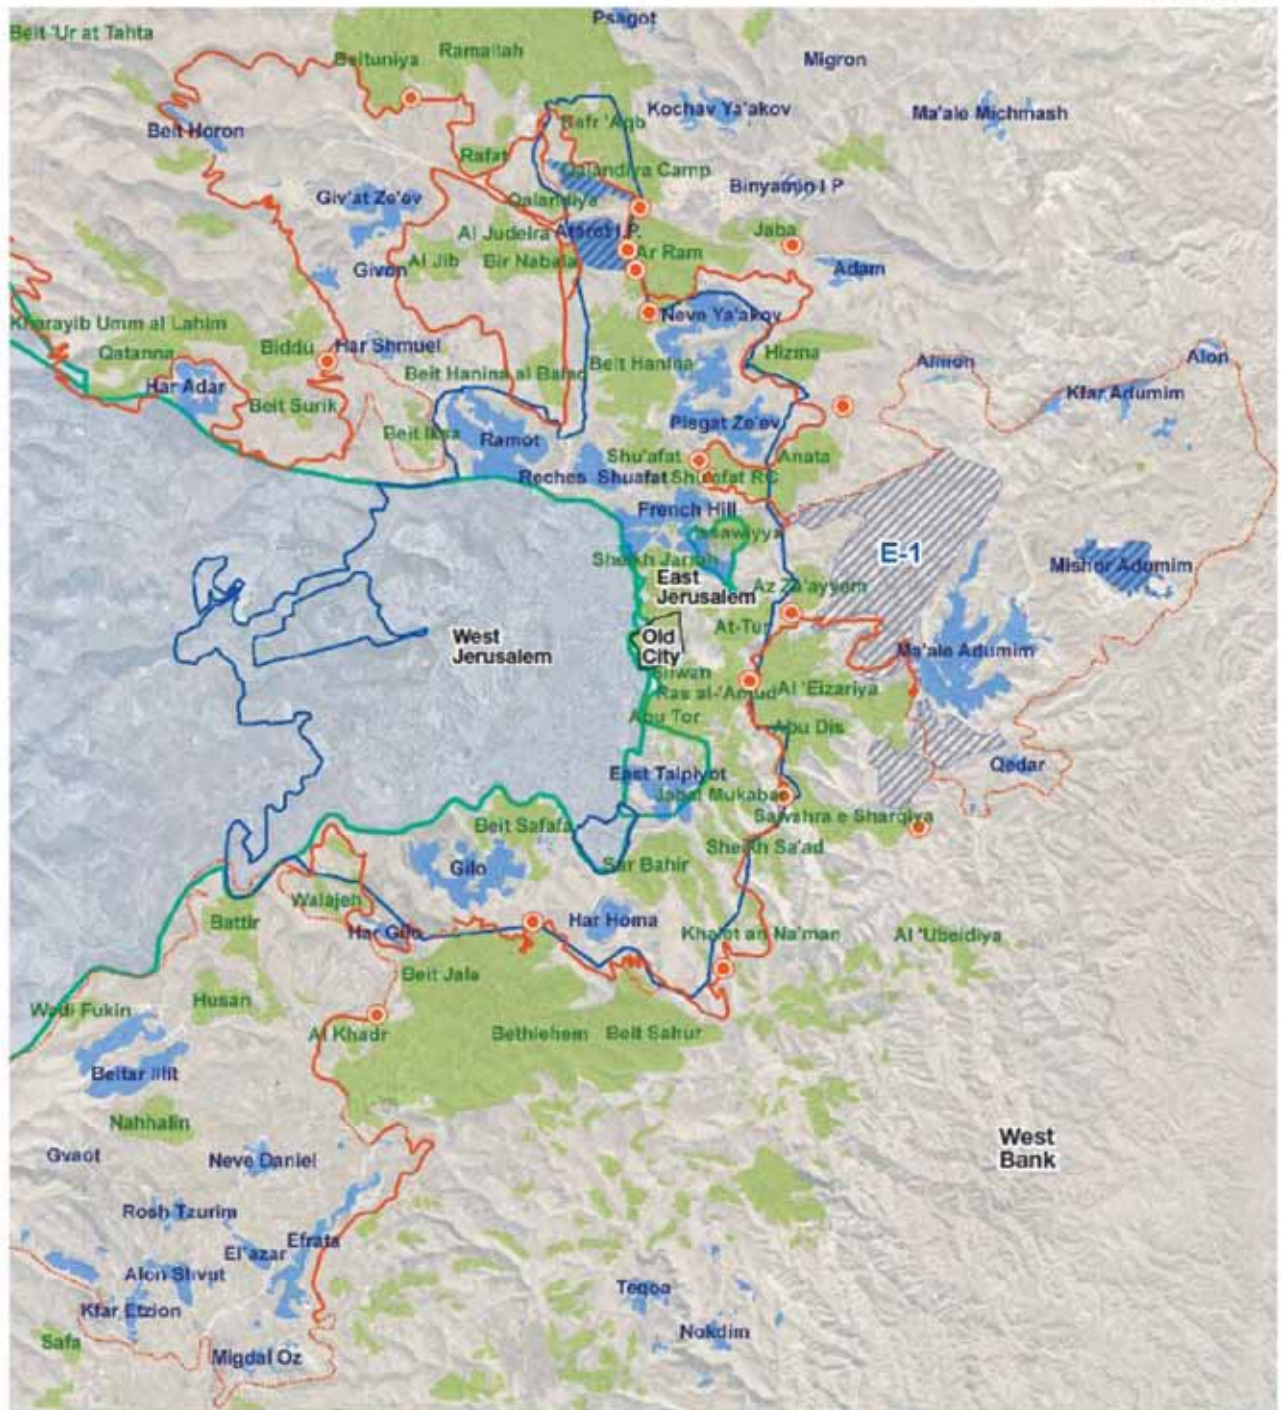 Psagot
Beit 'Ur at Tahta
Beituniya
Ramallah
Migron
Kochav Ya'akov
Ma'ale Michmash
Beit Horon
Kafr 'Aqb
Rafat
Qalandiya Camp
Binyamin I P
Giv'at Ze'ev
Qalandiya
Al Judeira
Atarot I.P.
Jaba
Ar Ram
Givon
Al Jib
Bir Nabala
Adam
Kharayib Umm al Lahim
Neve Ya'akov
Qatanna
Biddu
Har Shmuel
Beit Hanina
Hizma
Almon
Alon
Har Adar
Beit Hanina al Balad
Kfar Adumim
Beit Surik
Beit Iksa
Ramot
Pisgat Ze'ev
Shu'afat
Anata
Reches Shuafat
Shu'afat RC
French Hill
Isawiyya
E-1
Sheikh Jarrah
East
Jerusalem
Az Za'ayyem
Mishor Adumim
West
Jerusalem
Old
City
At-Tur
Ma'ale Adumim
Silwan
Ras al-'Amud
Al 'Eizariya
Abu Tor
Abu Dis
East Talpiyot
Qedar
Jabal Mukaber
Sawahra e Sharqiya
Beit Safafa
Sheikh Sa'ad
Gilo
Sur Bahir
Walajeh
Battir
Har Gilo
Har Homa
Khalet an Na'man
Al 'Ubeidiya
Beit Jala
Husan
Wadi Fukin
Al Khadr
Bethlehem
Beit Sahur
Beitar Illit
Nahhalin
West
Bank
Gvaot
Neve Daniel
Rosh Tzurim
Efrata
El'azar
Alon Shvut
Teqoa
Kfar Etzion
Nokdim
Safa
Migdal Oz